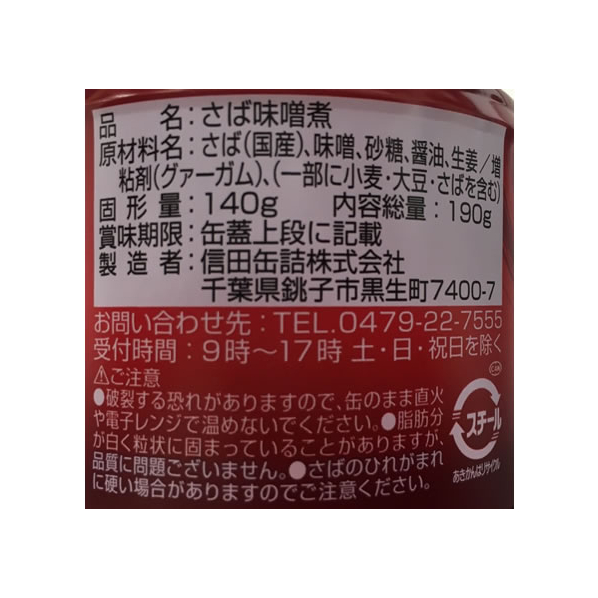 品 名：さば味噌煮
原材料名：さば（国産）、味噌、砂糖、醤油、生姜／増
粘剤（グァーガム）、（一部に小麦・大豆・さばを含む）
固形量：140g 内容総量：190g
賞味期限：缶蓋上段に記載
製造者：信田缶詰株式会社
千葉県銚子市黒生町7400-7
お問い合わせ先：TEL.0479-22-7555
受付時間：9時〜17時 土・日・祝日を除く
⚠ご注意
●破裂する恐れがありますので、缶のまま直火
や電子レンジで温めないでください。●脂肪分
が白く粒状に固まっていることがありますが、
品質に問題ございません。●さばのひれがまれ
に硬い場合がありますのでご注意ください。
CAN
スチール
あきかんはリサイクル